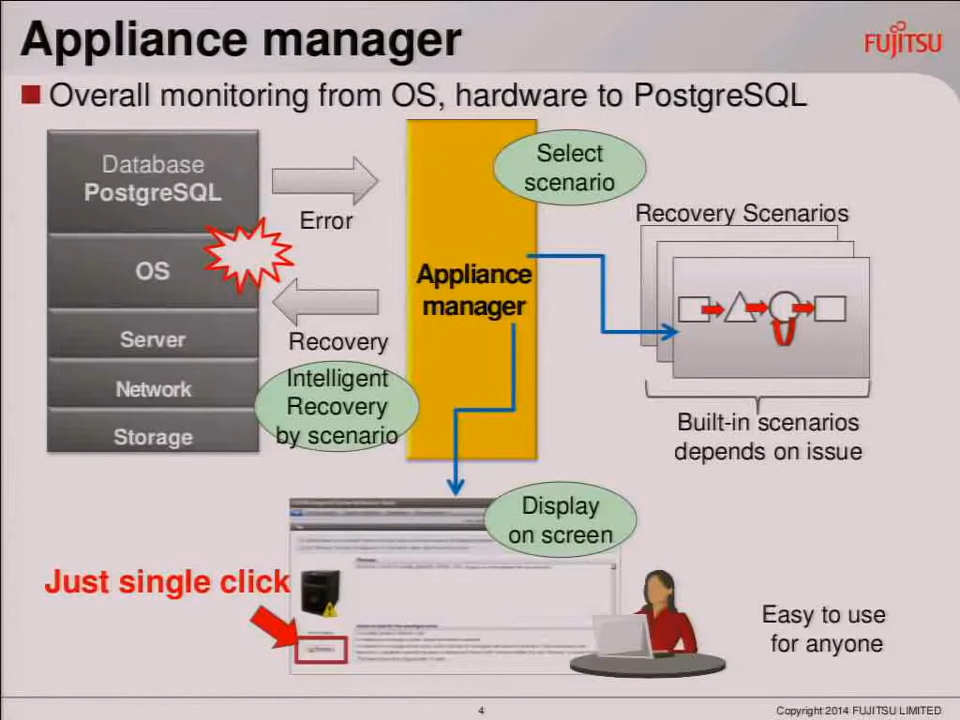 Appliance manager
FUJITSU
Overall monitoring from OS, hardware to PostgreSQL
Database
PostgreSQL
OS
Server
Network
Storage
Error
Recovery
Intelligent
Recovery
by scenario
Appliance
manager
Select
scenario
Recovery Scenarios
Built-in scenarios
depends on issue
Display
on screen
Just single click
Easy to use
for anyone
4
Copyright 2014 FUJITSU LIMITED